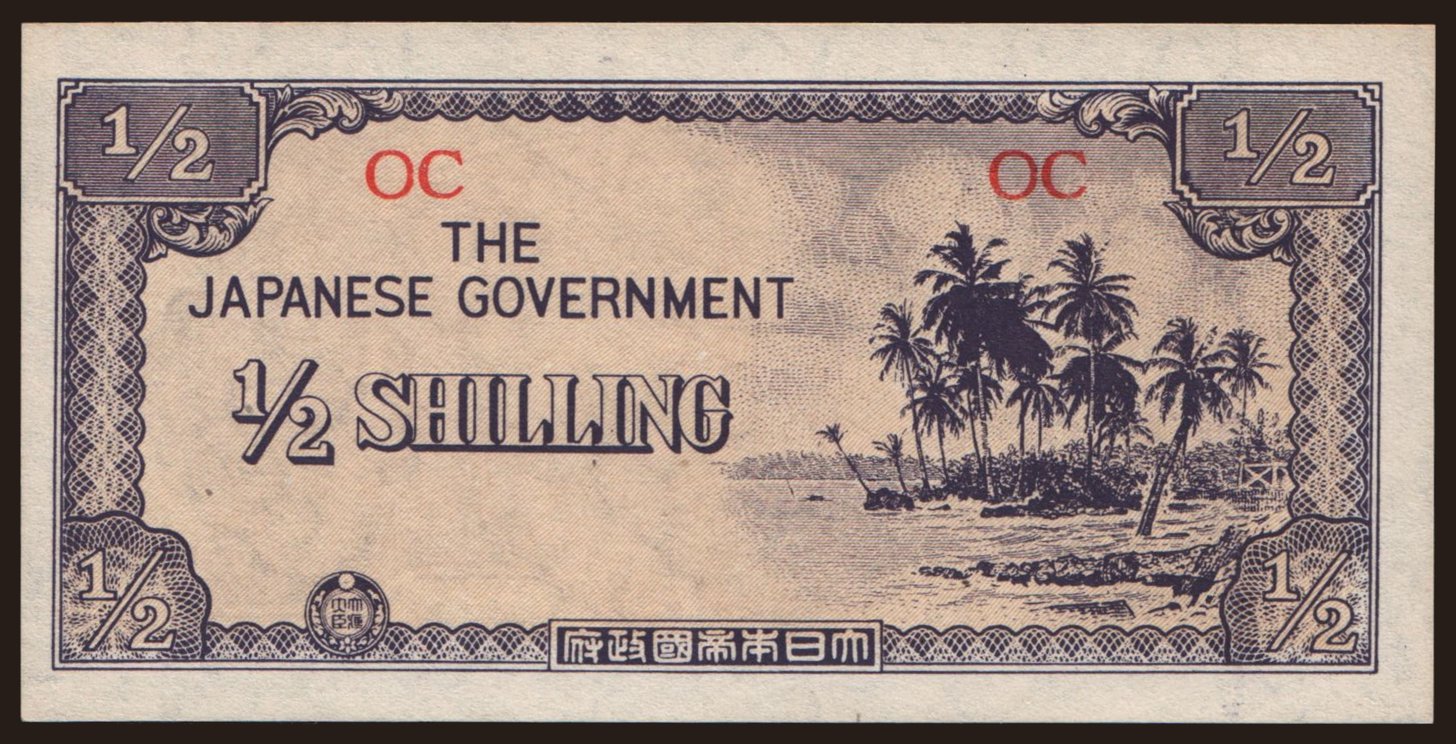 1/2 1/2
OC OC
THE
JAPANESE GOVERNMENT
1/2 SHILLING
1/2 1/2
府政國帝本日大